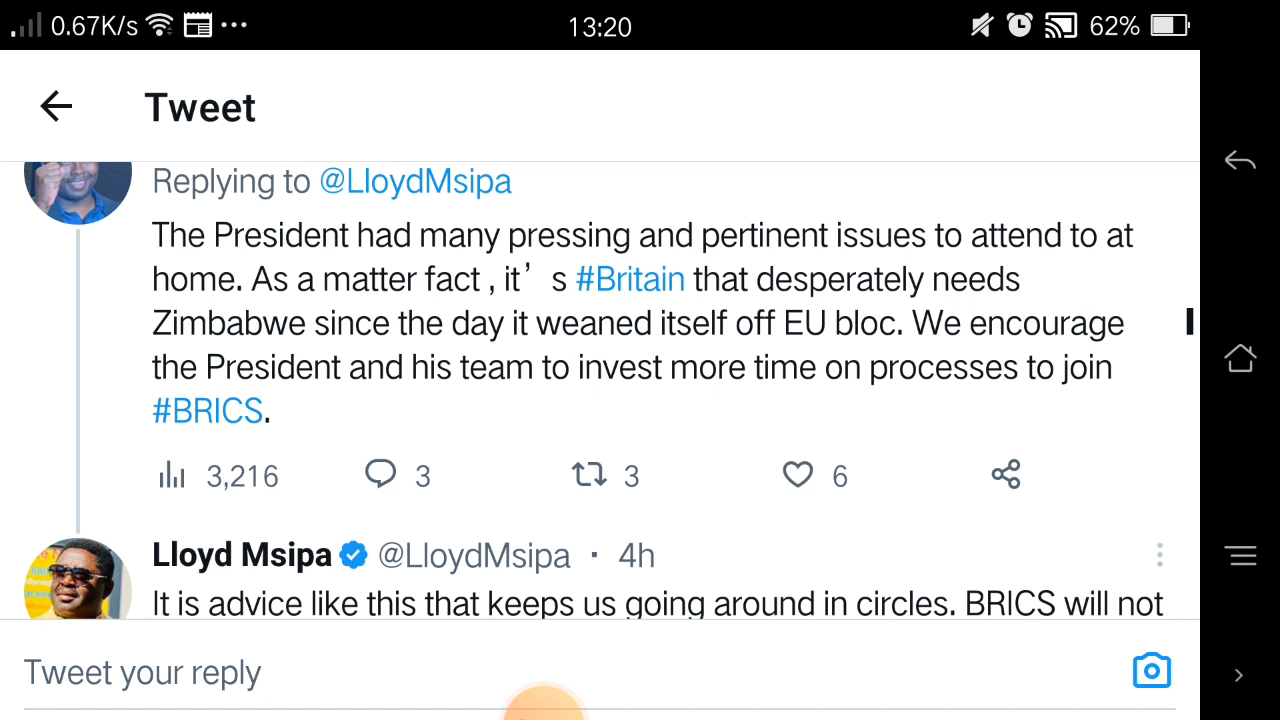 0.67K/s
13:20
62%
Tweet
Replying to @LloydMsipa
The President had many pressing and pertinent issues to attend to at
home. As a matter fact , it’ s #Britain that desperately needs
Zimbabwe since the day it weaned itself off EU bloc. We encourage
the President and his team to invest more time on processes to join
#BRICS.
3,216 3 3 6
Lloyd Msipa @LloydMsipa · 4h
It is advice like this that keeps us going around in circles. BRICS will not
Tweet your reply